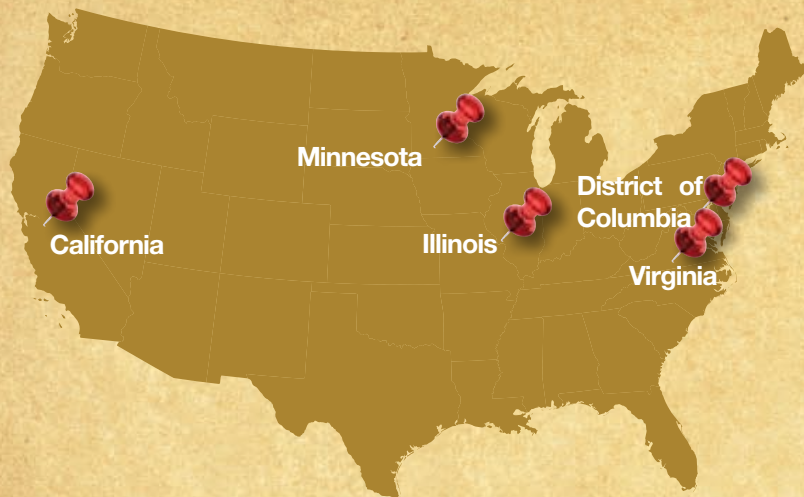 Minnesota
District of
Columbia
Illinois
California
Virginia